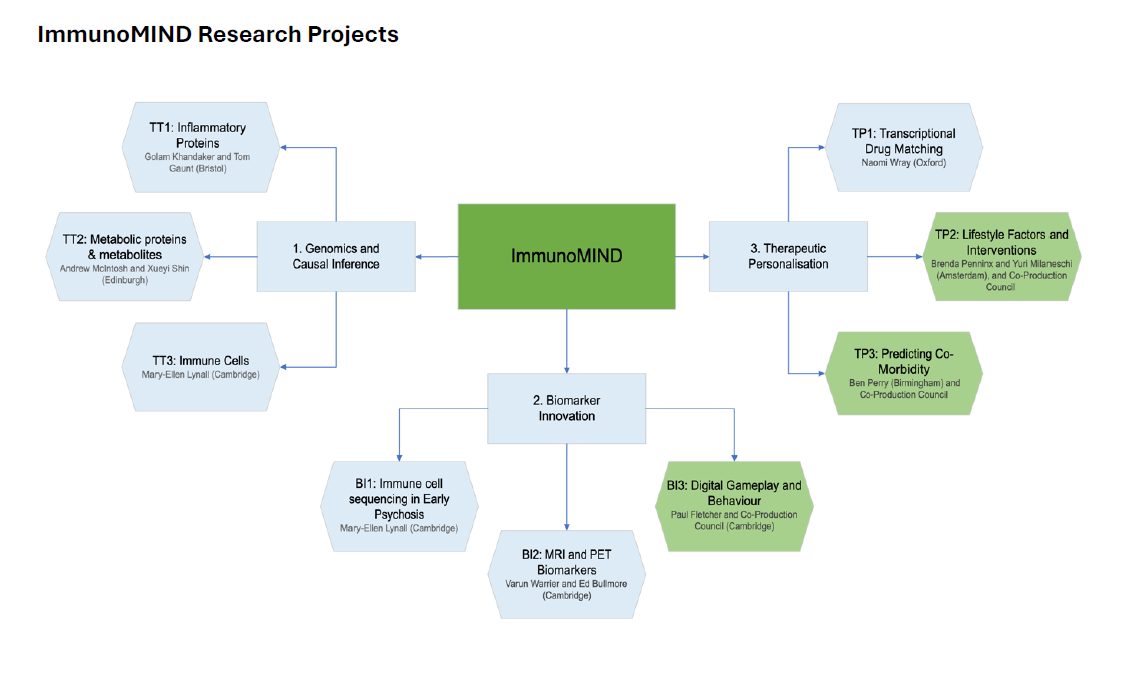 ImmunoMIND Research Projects
TT1: Inflammatory
Proteins
Golam Khandaker and Tom
Gaunt (Bristol)
TP1: Transcriptional
Drug Matching
Naomi Wray (Oxford)
TT2: Metabolic proteins
& metabolites
Andrew McIntosh and Xueyi Shin
(Edinburgh)
1. Genomics and
Causal Inference
ImmunoMIND
3. Therapeutic
Personalisation
TP2: Lifestyle Factors and
Interventions
Brenda Penninx and Yuri Milaneschi
(Amsterdam), and Co-Production
Council
TT3: Immune Cells
Mary-Ellen Lynall (Cambridge)
TP3: Predicting Co-
Morbidity
Ben Perry (Birmingham) and
Co-Production Council
2. Biomarker
Innovation
BI1: Immune cell
sequencing in Early
Psychosis
Mary-Ellen Lynall (Cambridge)
BI3: Digital Gameplay and
Behaviour
Paul Fletcher and Co-Production
Council (Cambridge)
BI2: MRI and PET
Biomarkers
Varun Warrier and Ed Bullmore
(Cambridge)